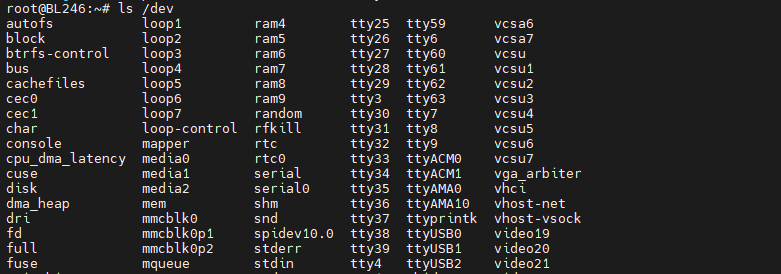 root@BL246:~# ls /dev
autofs loop1 ram4 tty25 tty59 vcsa6
block loop2 ram5 tty26 tty6 vcsa7
btrfs-control loop3 ram6 tty27 tty60 vcsu
bus loop4 ram7 tty28 tty61 vcsu1
cachefiles loop5 ram8 tty29 tty62 vcsu2
cec0 loop6 ram9 tty3 tty63 vcsu3
cec1 loop7 random tty30 tty7 vcsu4
char loop-control rfkill tty31 tty8 vcsu5
console mapper rtc tty32 tty9 vcsu6
cpu_dma_latency media0 rtc0 tty33 ttyACM0 vcsu7
cuse media1 serial tty34 ttyACM1 vga_arbiter
disk media2 serial0 tty35 ttyAMA0 vhci
dma_heap mem shm tty36 ttyAMA10 vhost-net
dri mmcblk0 snd tty37 ttyprintk vhost-vsock
fd mmcblk0p1 spidev10.0 tty38 ttyUSB0 video19
full mmcblk0p2 stderr tty39 ttyUSB1 video20
fuse mqueue stdin tty4 ttyUSB2 video21